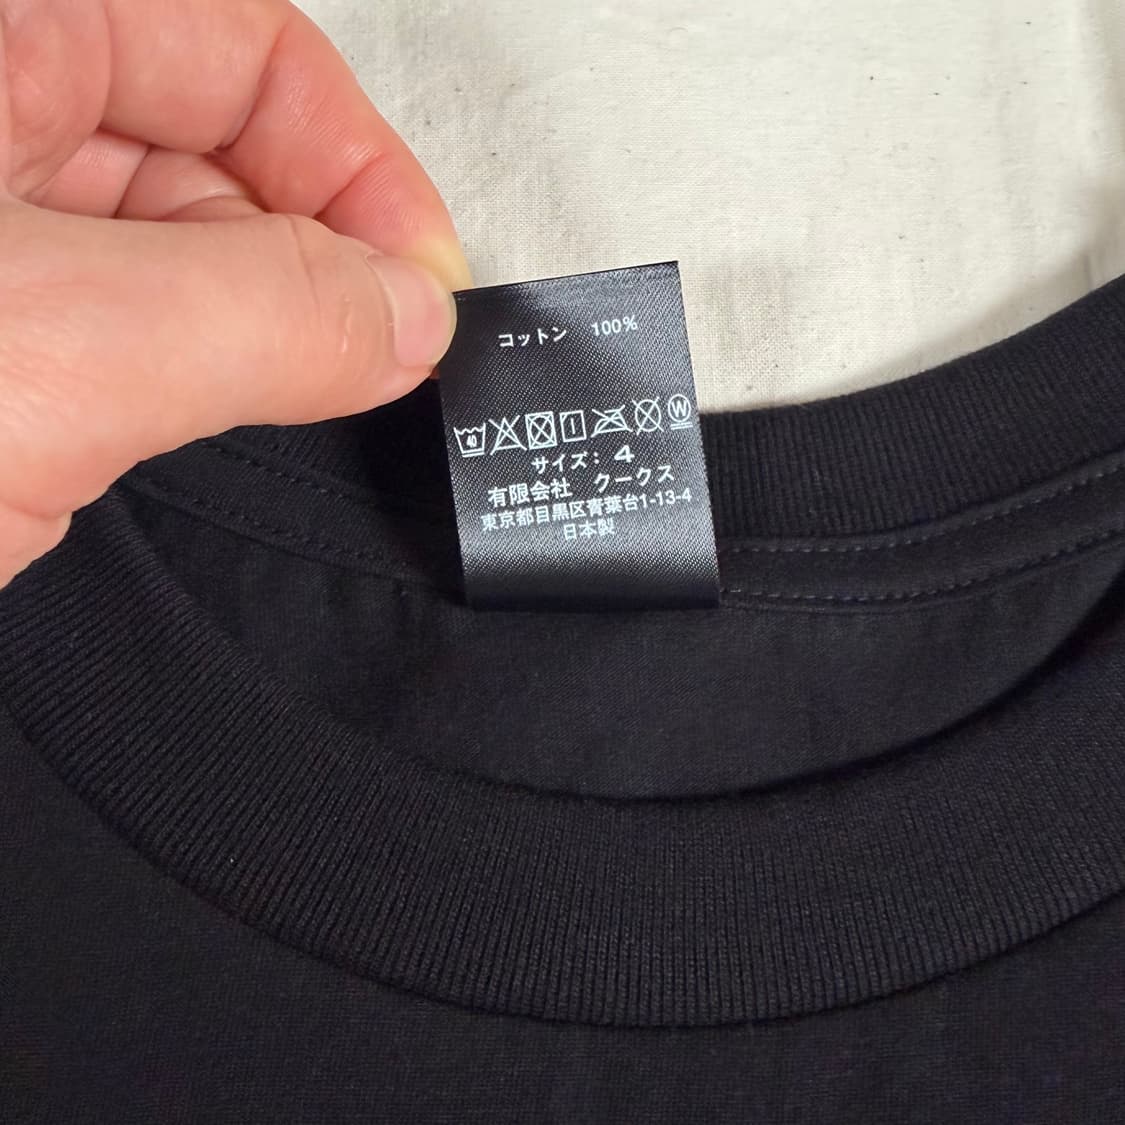 コットン 100%
40 W
サイズ: 4
有限会社 クークス
東京都目黒区青葉台1-13-4
日本製